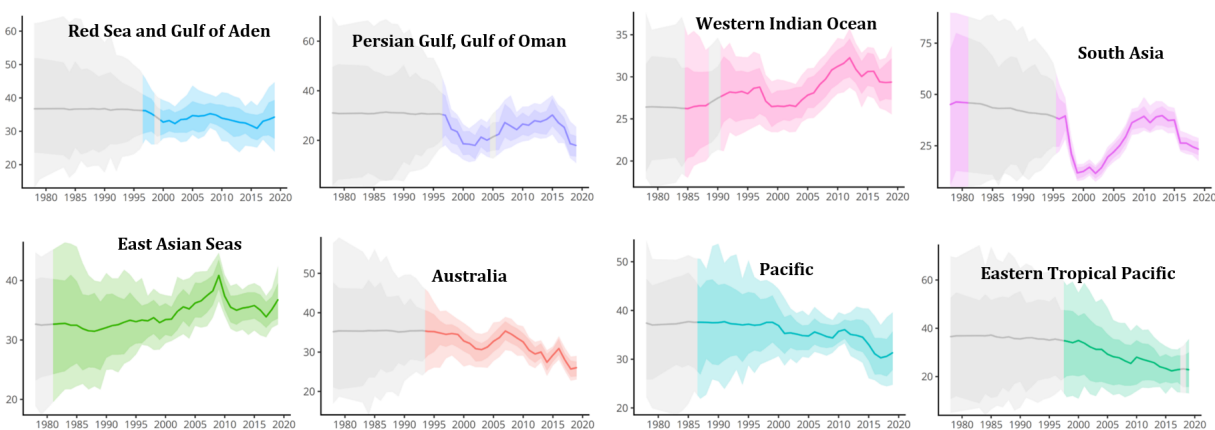 Red Sea and Gulf of Aden
60
50
40
30
20
1980 1985 1990 1995 2000 2005 2010 2015 2020
Persian Gulf, Gulf of Oman
60
40
20
1980 1985 1990 1995 2000 2005 2010 2015 2020
Western Indian Ocean
35
30
25
20
1980 1985 1990 1995 2000 2005 2010 2015 2020
South Asia
75
50
25
1980 1985 1990 1995 2000 2005 2010 2015 2020
East Asian Seas
40
30
20
1980 1985 1990 1995 2000 2005 2010 2015 2020
Australia
50
40
30
20
1980 1985 1990 1995 2000 2005 2010 2015 2020
Pacific
50
40
30
20
1980 1985 1990 1995 2000 2005 2010 2015 2020
Eastern Tropical Pacific
60
40
20
1980 1985 1990 1995 2000 2005 2010 2015 2020